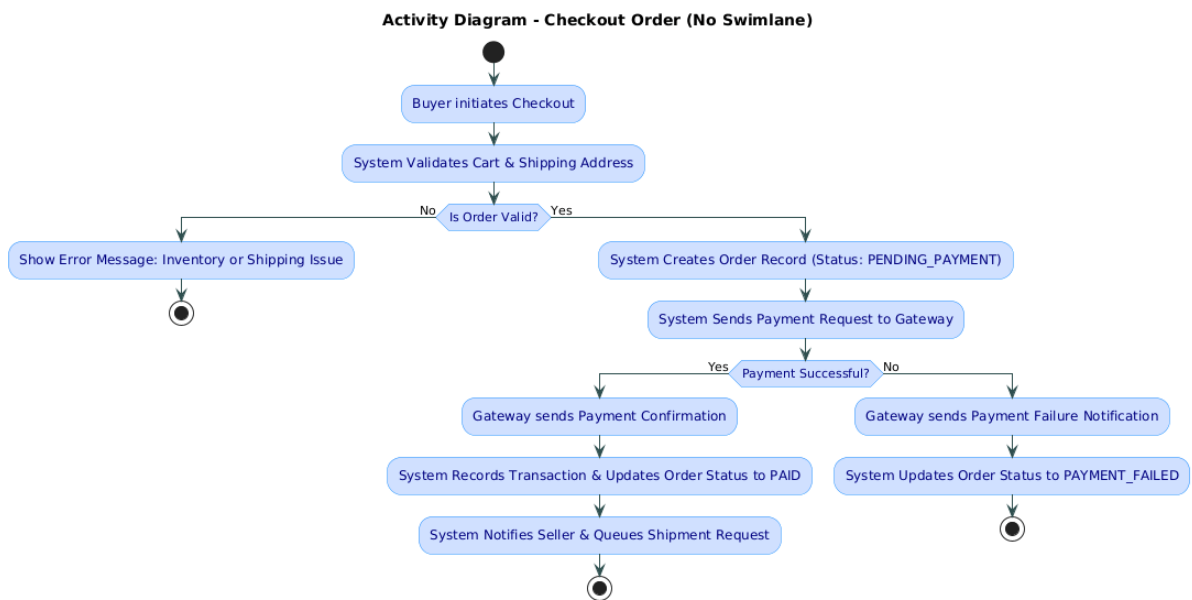 Activity Diagram - Checkout Order (No Swimlane)
Buyer initiates Checkout
System Validates Cart & Shipping Address
No
Is Order Valid?
Yes
Show Error Message: Inventory or Shipping Issue
System Creates Order Record (Status: PENDING_PAYMENT)
System Sends Payment Request to Gateway
Yes
Payment Successful?
No
Gateway sends Payment Confirmation
Gateway sends Payment Failure Notification
System Records Transaction & Updates Order Status to PAID
System Updates Order Status to PAYMENT_FAILED
System Notifies Seller & Queues Shipment Request